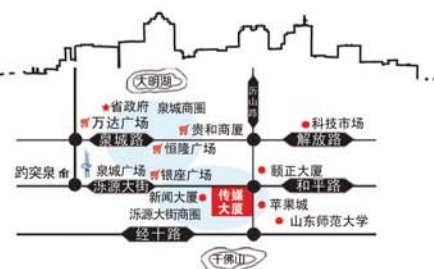 大明湖
历山路
省政府
泉城商圈
万达广场
贵和商厦
科技市场
泉城路
解放路
恒隆广场
趵突泉
泉城广场
银座广场
颐正大厦
泺源大街
和平路
新闻大厦
传媒
大厦
苹果城
泺源大街商圈
山东师范大学
经十路
千佛山